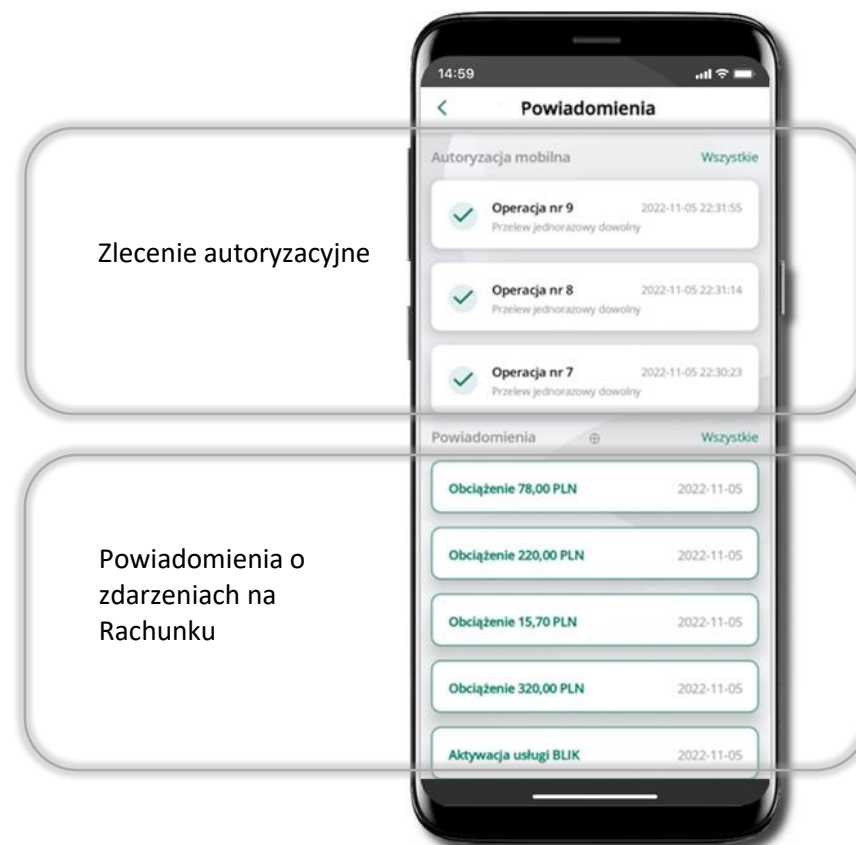 14:59
Powiadomienia
Autoryzacja mobilna Wszystkie
Operacja nr 9 2022-11-05 22:31:55
Przelew jednorazowy dowolny
Zlecenie autoryzacyjne
Operacja nr 8 2022-11-05 22:31:14
Przelew jednorazowy dowolny
Operacja nr 7 2022-11-05 22:30:23
Przelew jednorazowy dowolny
Powiadomienia Wszystkie
Obciążenie 78,00 PLN 2022-11-05
Obciążenie 220,00 PLN 2022-11-05
Powiadomienia o
zdarzeniach na
Rachunku
Obciążenie 15,70 PLN 2022-11-05
Obciążenie 320,00 PLN 2022-11-05
Aktywacja usługi BLIK 2022-11-05